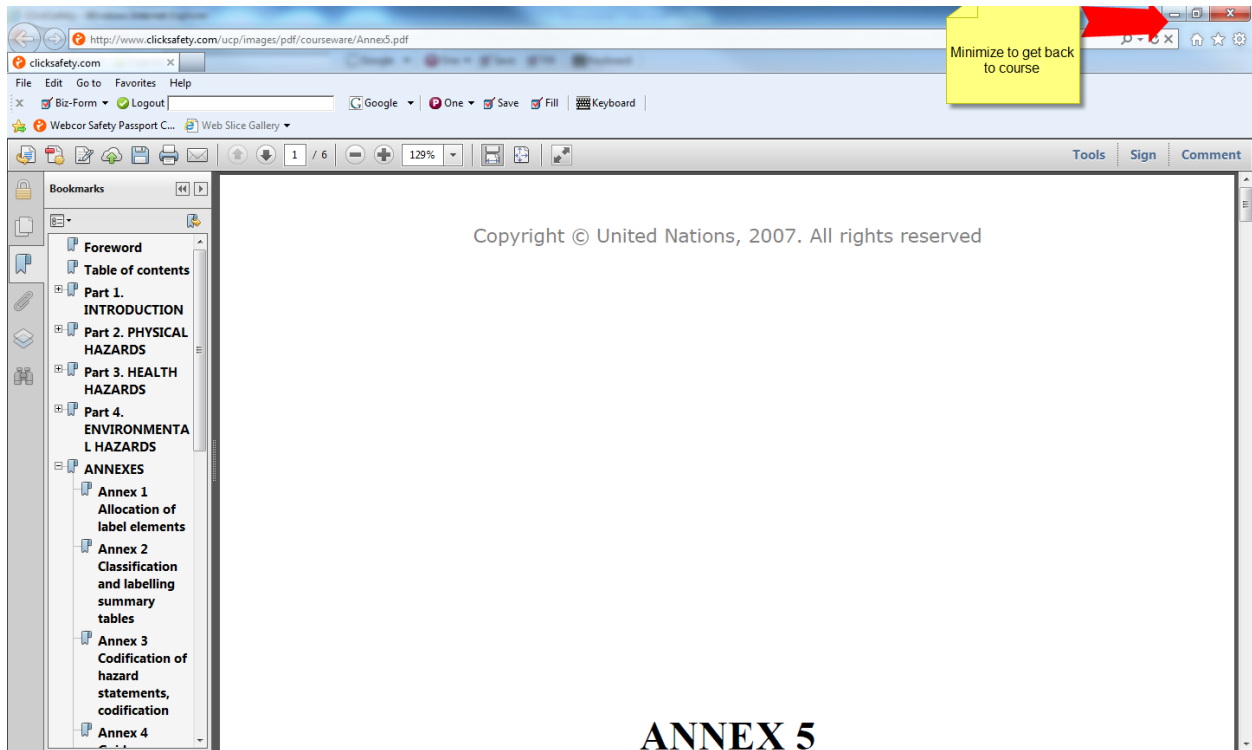 Minimize to get back
to course
http://www.clicksafety.com/ucp/images/pdf/courseware/Annex5.pdf
clicksafety.com
File Edit Go to Favorites Help
x Biz-Form Logout Google One Save Fill Keyboard
Webcor Safety Passport C... Web Slice Gallery
1 / 6 129% Tools Sign Comment
Bookmarks
Foreword
Table of contents
Part 1.
INTRODUCTION
Part 2. PHYSICAL
HAZARDS
Part 3. HEALTH
HAZARDS
Part 4.
ENVIRONMENTA
L HAZARDS
ANNEXES
Annex 1
Allocation of
label elements
Annex 2
Classification
and labelling
summary
tables
Annex 3
Codification of
hazard
statements,
codification
Annex 4
Copyright © United Nations, 2007. All rights reserved
ANNEX 5